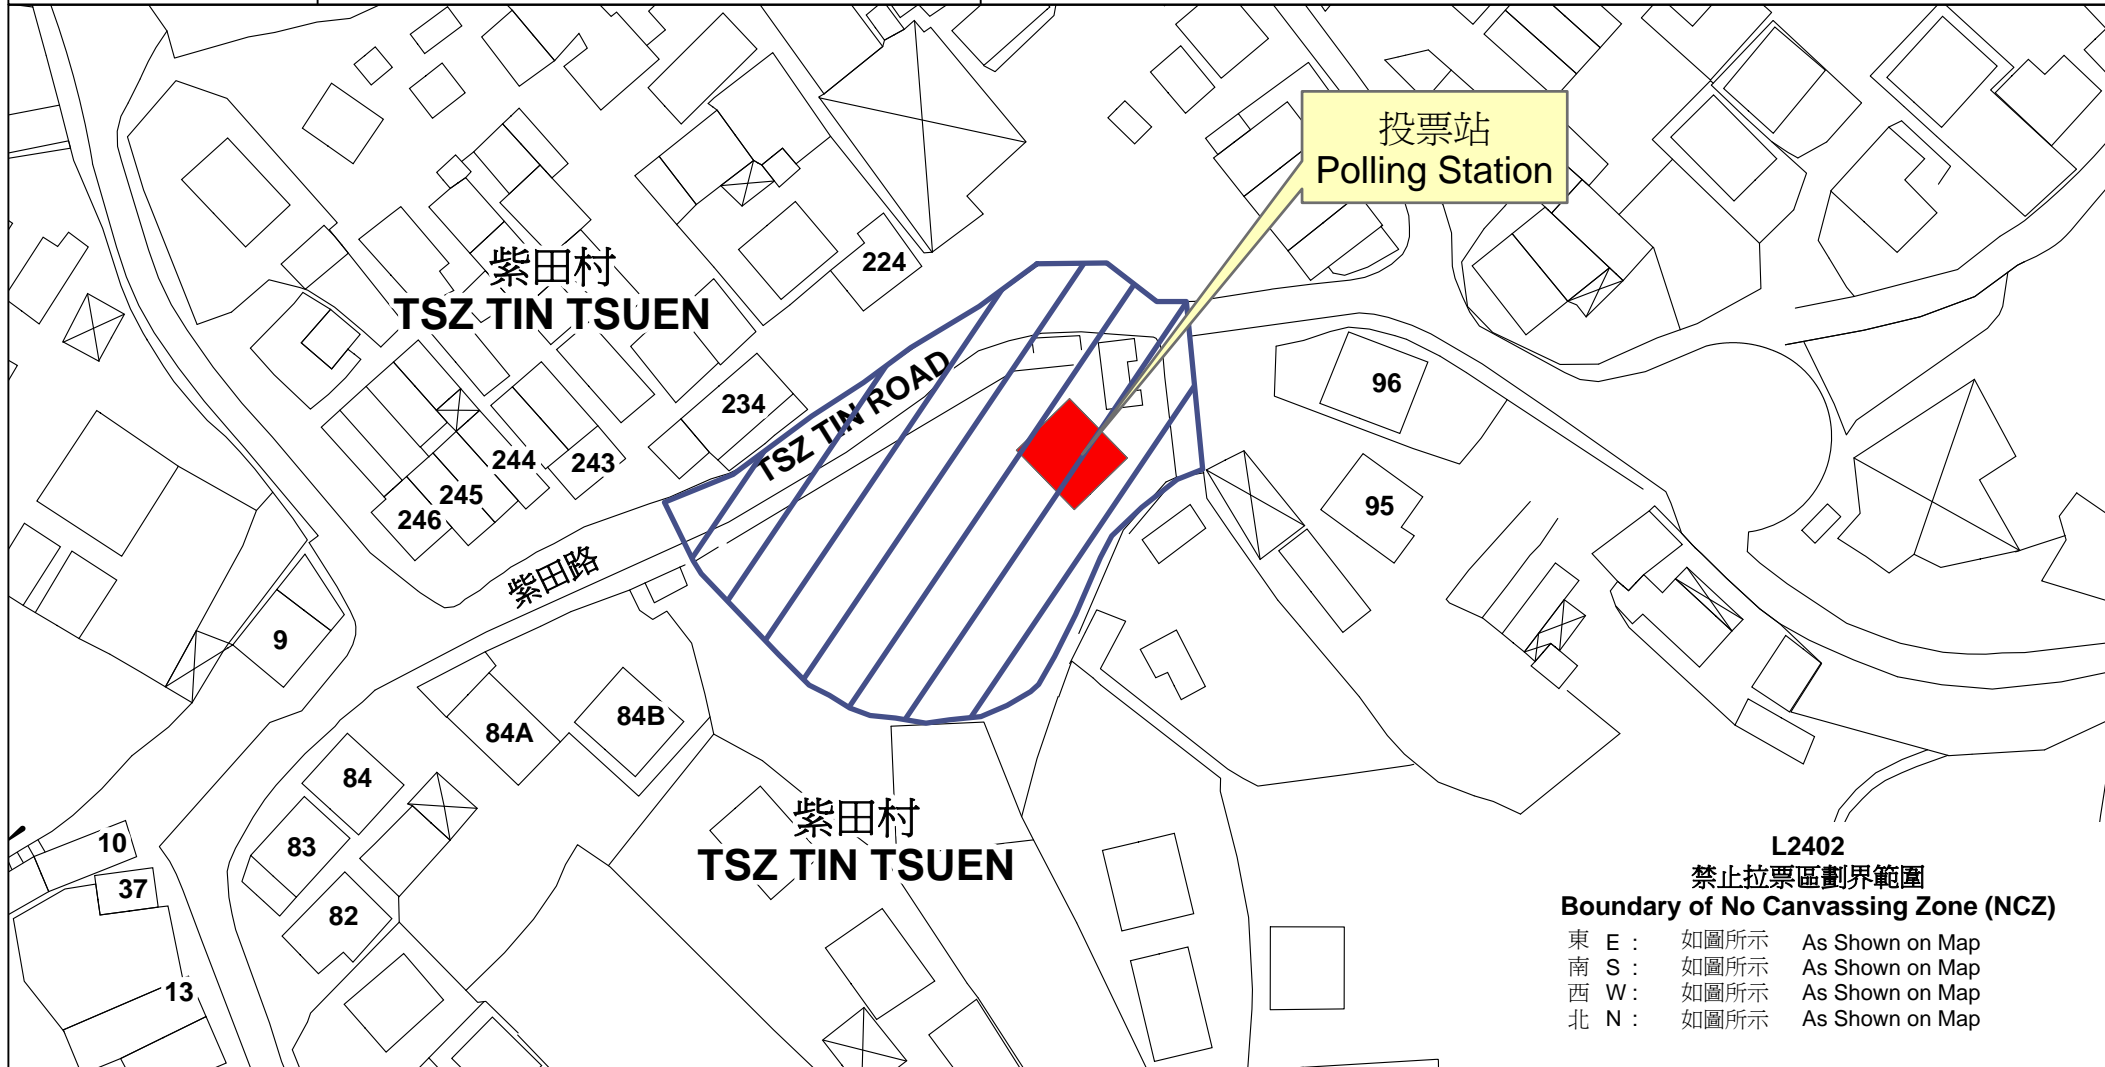 投票站
Polling Station
紫田村
TSZ TIN TSUEN
224
TSZ TIN ROAD
234
96
244
243
245
246
95
紫田路
9
84A
84B
84
83
10
37
82
13
紫田村
TSZ TIN TSUEN
L2402
禁止拉票區劃界範圍
Boundary of No Canvassing Zone (NCZ)
東 E : 如圖所示 As Shown on Map
南 S : 如圖所示 As Shown on Map
西 W : 如圖所示 As Shown on Map
北 N : 如圖所示 As Shown on Map